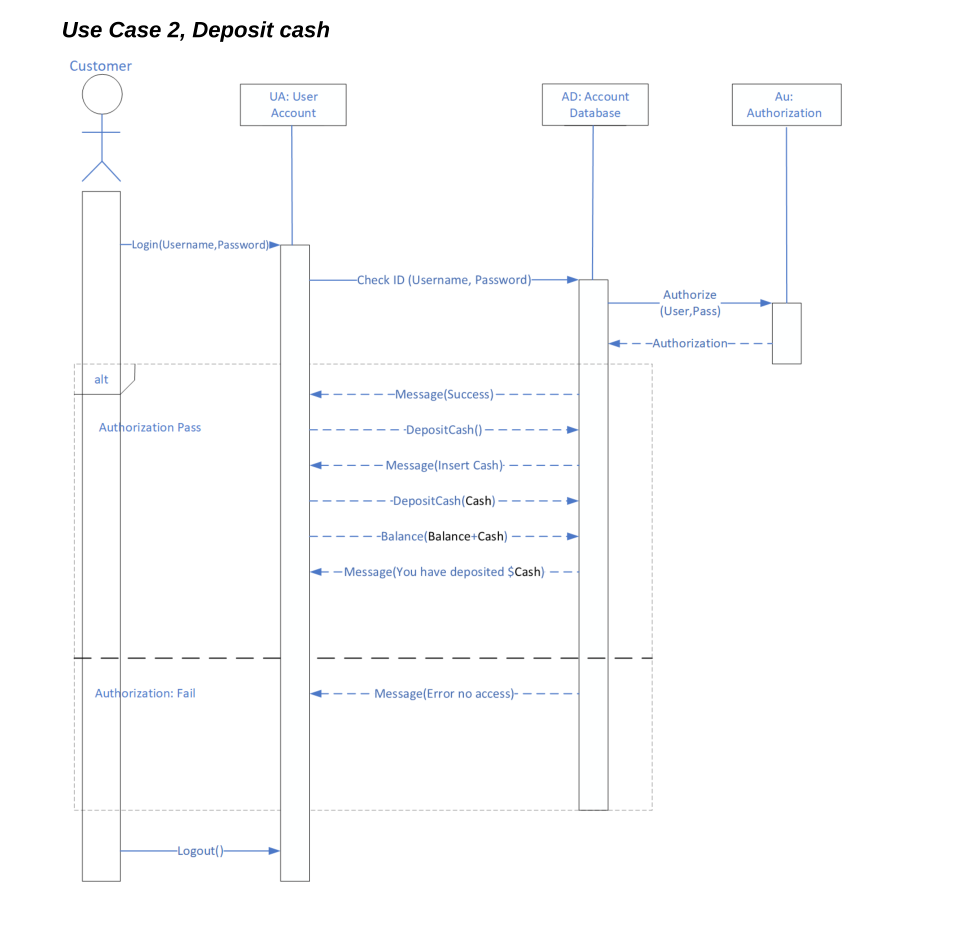 Use Case 2, Deposit cash
Customer
UA: User
Account
AD: Account
Database
Au:
Authorization
Login(Username,Password)
Check ID (Username, Password)
Authorize
(User,Pass)
Authorization
alt
Message(Success)
Authorization Pass
DepositCash()
Message(Insert Cash)
DepositCash(Cash)
Balance(Balance+Cash)
Message(You have deposited $Cash)
Authorization: Fail
Message(Error no access)
Logout()